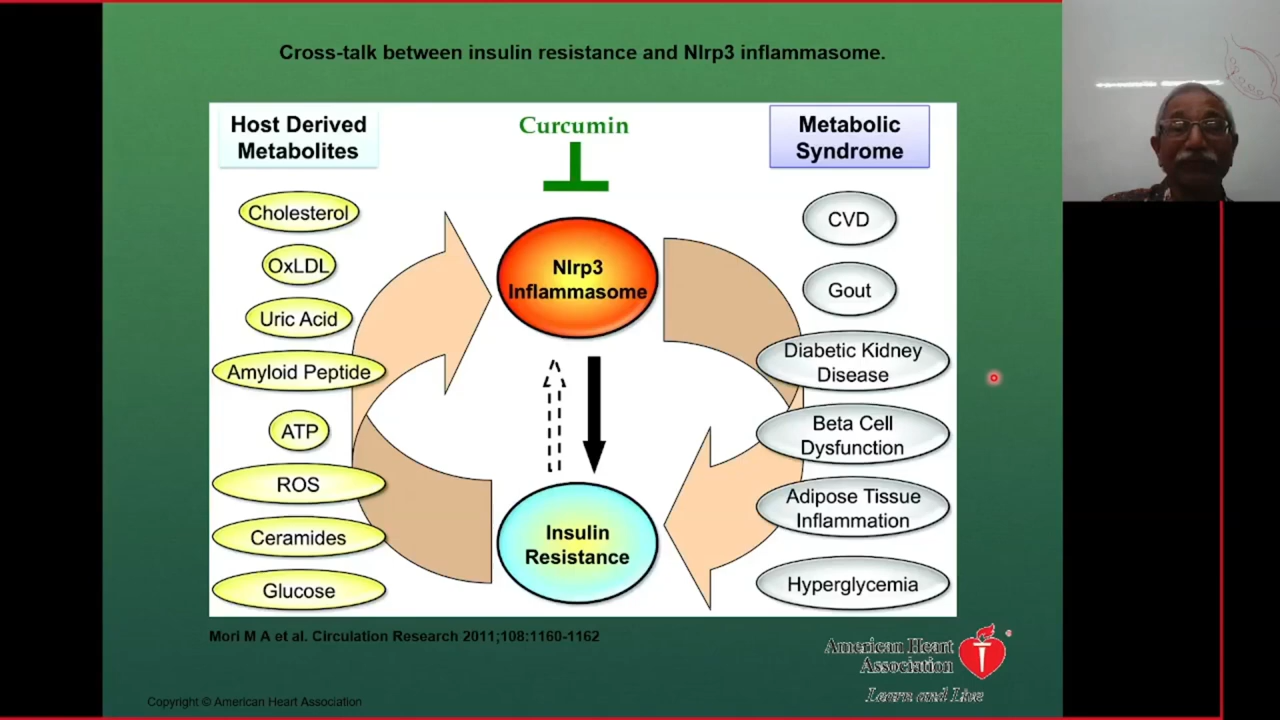 Cross-talk between insulin resistance and Nlrp3 inflammasome.
Host Derived
Metabolites
Cholesterol
OxLDL
Uric Acid
Amyloid Peptide
ATP
ROS
Ceramides
Glucose
Curcumin
Nlrp3
Inflammasome
Insulin
Resistance
Metabolic
Syndrome
CVD
Gout
Diabetic Kidney
Disease
Beta Cell
Dysfunction
Adipose Tissue
Inflammation
Hyperglycemia
Mori M A et al. Circulation Research 2011;108:1160-1162
American Heart
Association
Learn and Live
Copyright © American Heart Association